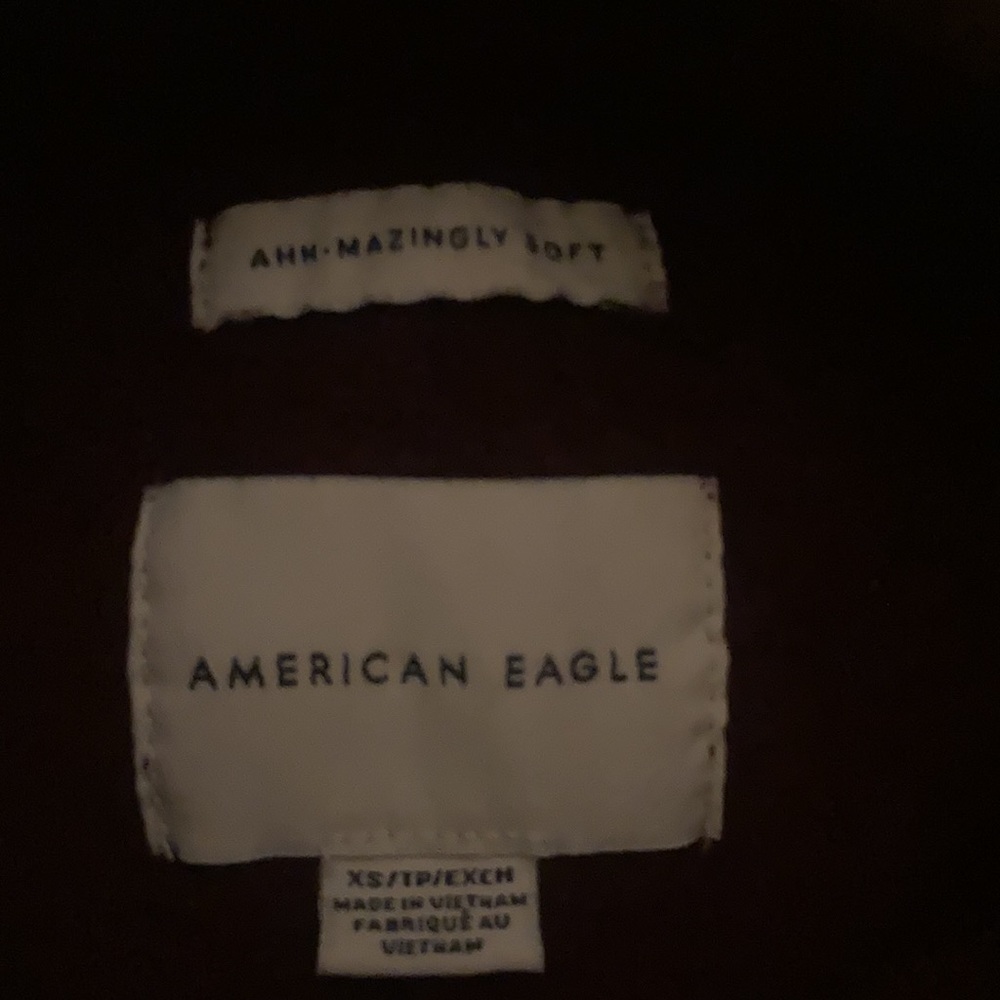 AHH-MAZINGLY SOFT
AMERICAN EAGLE
XS/TP/EXCH
MADE IN VIETNAM
FABRIQUÉ AU
VIETNAM